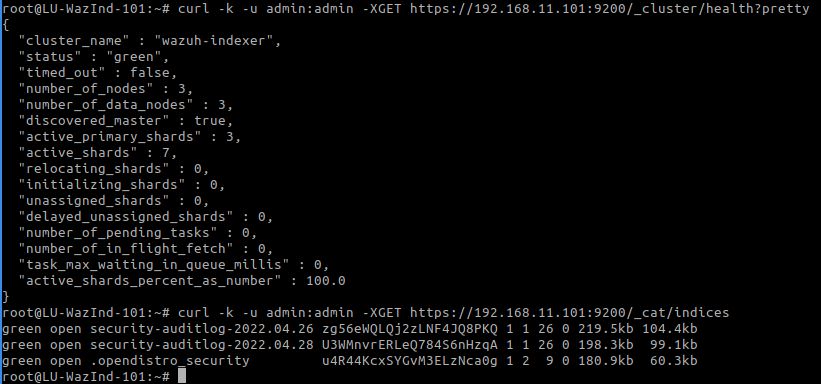 root@LU-WazInd-101:~# curl -k -u admin:admin -XGET https://192.168.11.101:9200/_cluster/health?pretty
{
  "cluster_name" : "wazuh-indexer",
  "status" : "green",
  "timed_out" : false,
  "number_of_nodes" : 3,
  "number_of_data_nodes" : 3,
  "discovered_master" : true,
  "active_primary_shards" : 3,
  "active_shards" : 7,
  "relocating_shards" : 0,
  "initializing_shards" : 0,
  "unassigned_shards" : 0,
  "delayed_unassigned_shards" : 0,
  "number_of_pending_tasks" : 0,
  "number_of_in_flight_fetch" : 0,
  "task_max_waiting_in_queue_millis" : 0,
  "active_shards_percent_as_number" : 100.0
}
root@LU-WazInd-101:~# curl -k -u admin:admin -XGET https://192.168.11.101:9200/_cat/indices
green open security-auditlog-2022.04.26 zg56eWQLQj2zLNF4JQ8PKQ 1 1 26 0 219.5kb 104.4kb
green open security-auditlog-2022.04.28 U3WMnvrERLeQ784S6nHzqA 1 1 26 0 198.3kb  99.1kb
green open .opendistro_security         u4R44KcxSYGvM3ELzNca0g 1 2  9 0 180.9kb  60.3kb
root@LU-WazInd-101:~#